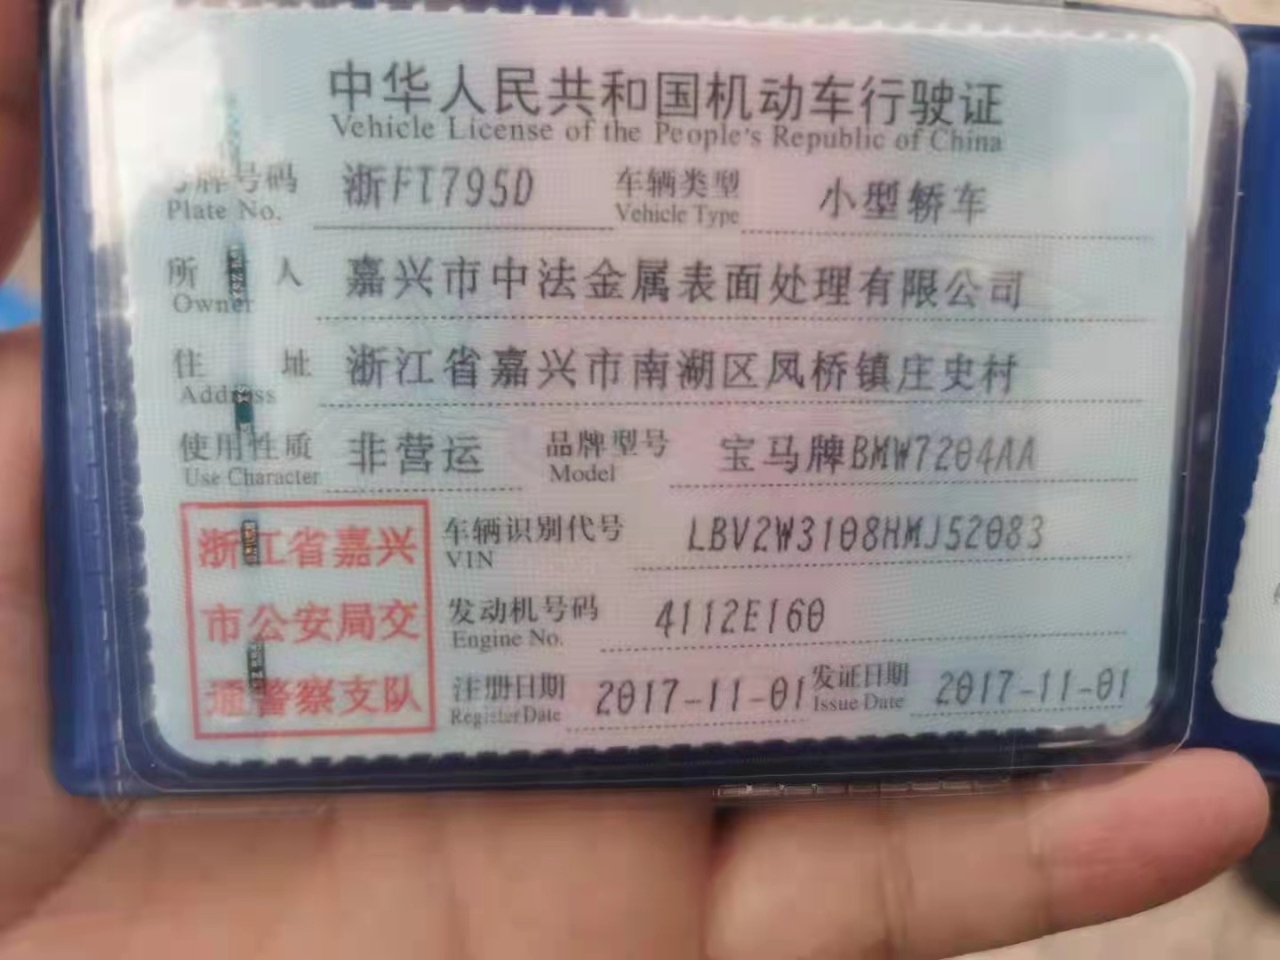 中华人民共和国机动车行驶证
Vehicle License of the People's Republic of China
号牌号码 浙FT795D 车辆类型 小型轿车
Plate No. Vehicle Type
所有人 嘉兴市中法金属表面处理有限公司
Owner
住址 浙江省嘉兴市南湖区凤桥镇庄史村
Address
使用性质 非营运 品牌型号 宝马牌BMW7204AA
Use Character Model
浙江省嘉兴
市公安局交
通警察支队
车辆识别代号 LBV2W3108HMJ52083
VIN
发动机号码 4112E160
Engine No.
注册日期 2017-11-01 发证日期 2017-11-01
Register Date Issue Date